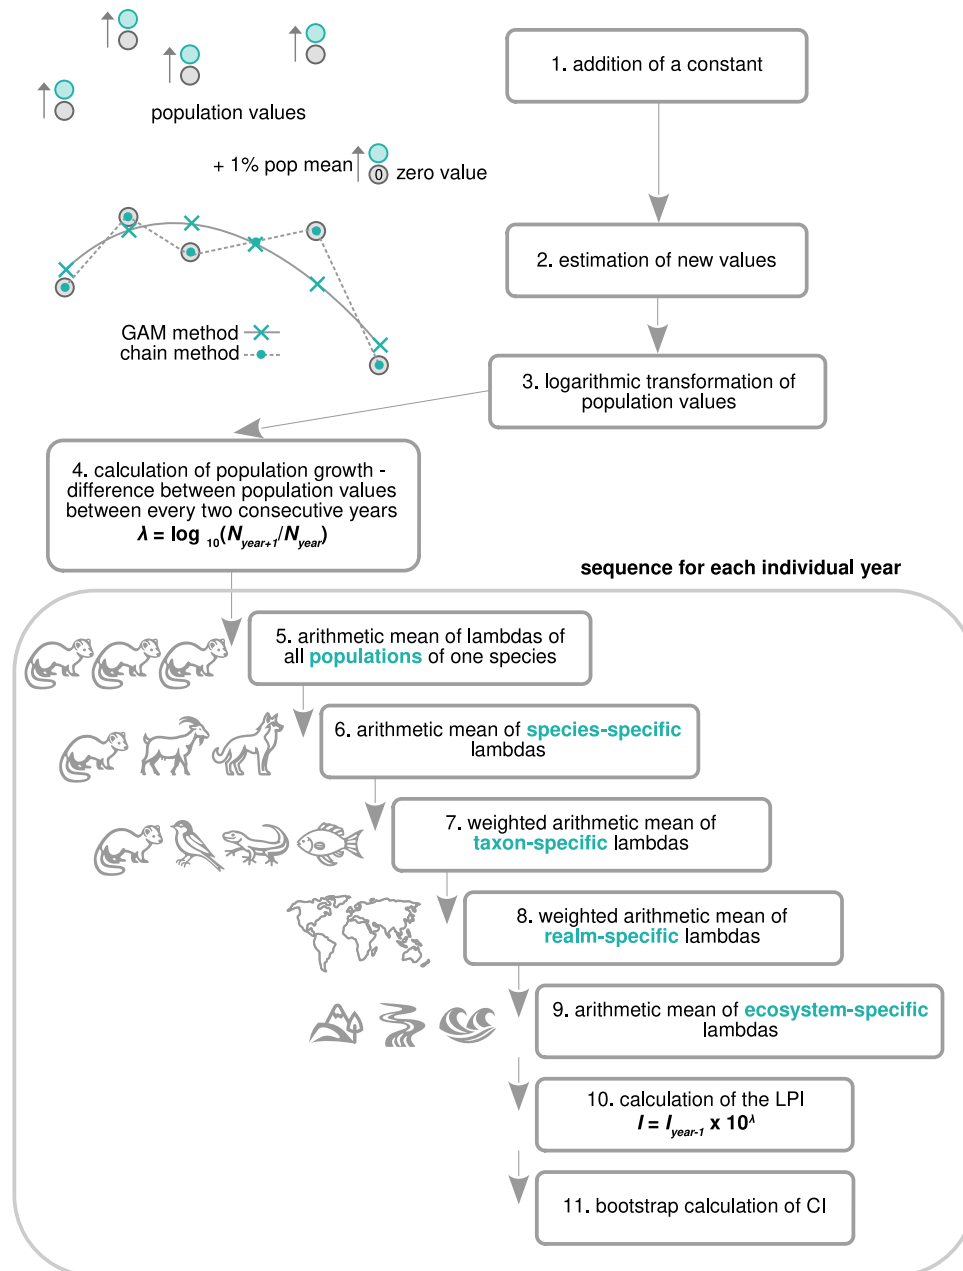 1. addition of a constant
population values
+ 1% pop mean
0
zero value
2. estimation of new values
GAM method
chain method
3. logarithmic transformation of
population values
4. calculation of population growth -
difference between population values
between every two consecutive years
λ = log 10(Nyear+1/Nyear)
sequence for each individual year
5. arithmetic mean of lambdas of
all populations of one species
6. arithmetic mean of species-specific
lambdas
7. weighted arithmetic mean of
taxon-specific lambdas
8. weighted arithmetic mean of
realm-specific lambdas
9. arithmetic mean of ecosystem-specific
lambdas
10. calculation of the LPI
I = Iyear-1 x 10λ
11. bootstrap calculation of CI